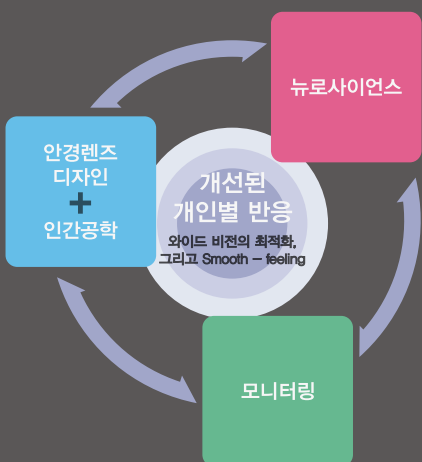 뉴로사이언스
안경렌즈
디자인
+
인간공학
개선된
개인별 반응
와이드 비전의 최적화,
그리고 Smooth - feeling
모니터링